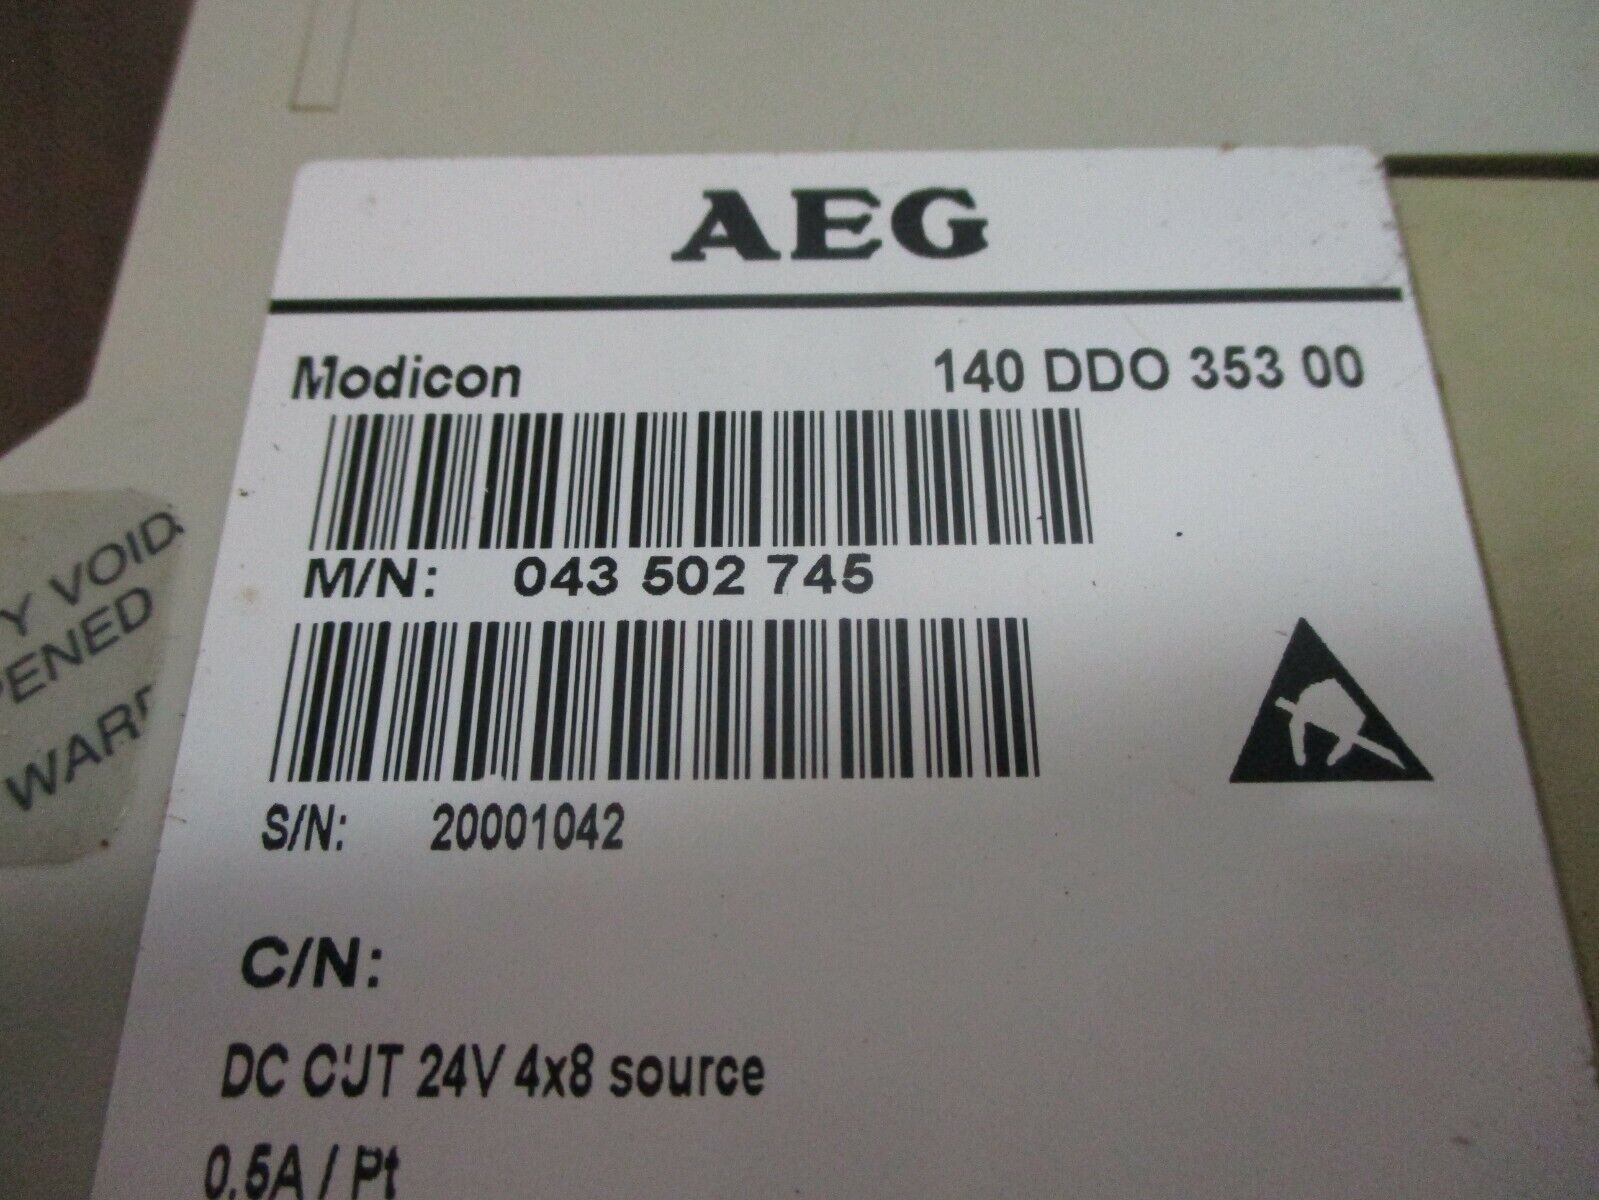 AEG
Modicon 140 DDO 353 00
M/N: 043 502 745
S/N: 20001042
C/N:
DC OUT 24V 4x8 source
0.5A / Pt
Y VOID
PENED
WARR